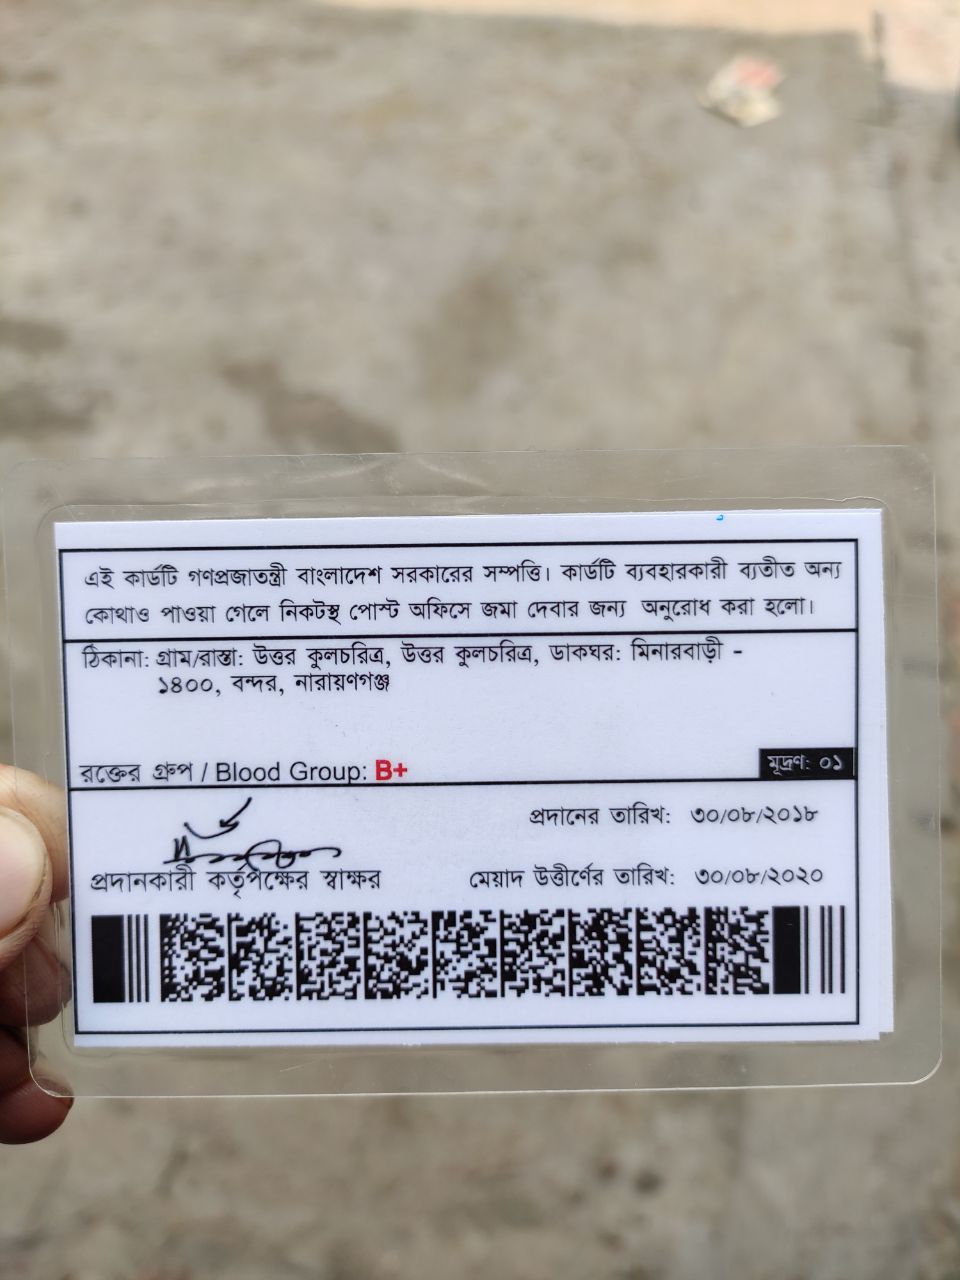 এই কার্ডটি গণপ্রজাতন্ত্রী বাংলাদেশ সরকারের সম্পত্তি। কার্ডটি ব্যবহারকারী ব্যতীত অন্য
কোথাও পাওয়া গেলে নিকটস্থ পোস্ট অফিসে জমা দেবার জন্য অনুরোধ করা হলো।
ঠিকানা: গ্রাম/রাস্তা: উত্তর কুলচরিত্র, উত্তর কুলচরিত্র, ডাকঘর: মিনারবাড়ী -
১৪০০, বন্দর, নারায়ণগঞ্জ
রক্তের গ্রুপ / Blood Group: B+
মূদ্রণ: ০১
প্রদানের তারিখ: ৩০/০৮/২০১৮
প্রদানকারী কর্তৃপক্ষের স্বাক্ষর
মেয়াদ উত্তীর্ণের তারিখ: ৩০/০৮/২০২০